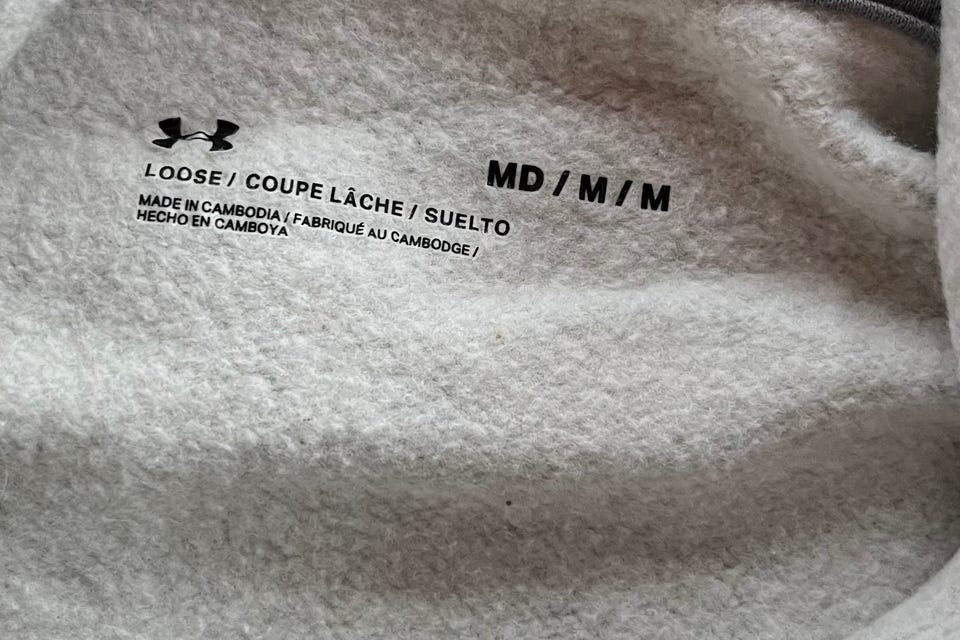 LOOSE / COUPE LÂCHE / SUELTO
MADE IN CAMBODIA / FABRIQUÉ AU CAMBODGE /
HECHO EN CAMBOYA
MD / M / M